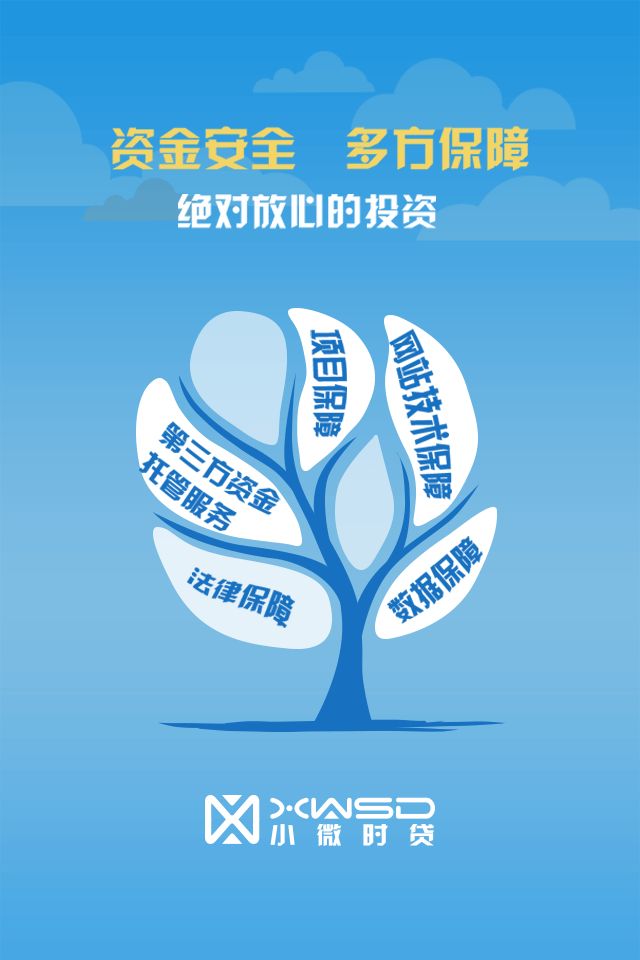 资金安全 多方保障
绝对放心的投资
项目保障
网站技术保障
第三方资金
托管服务
法律保障
数据保障
XWSD
小微时贷